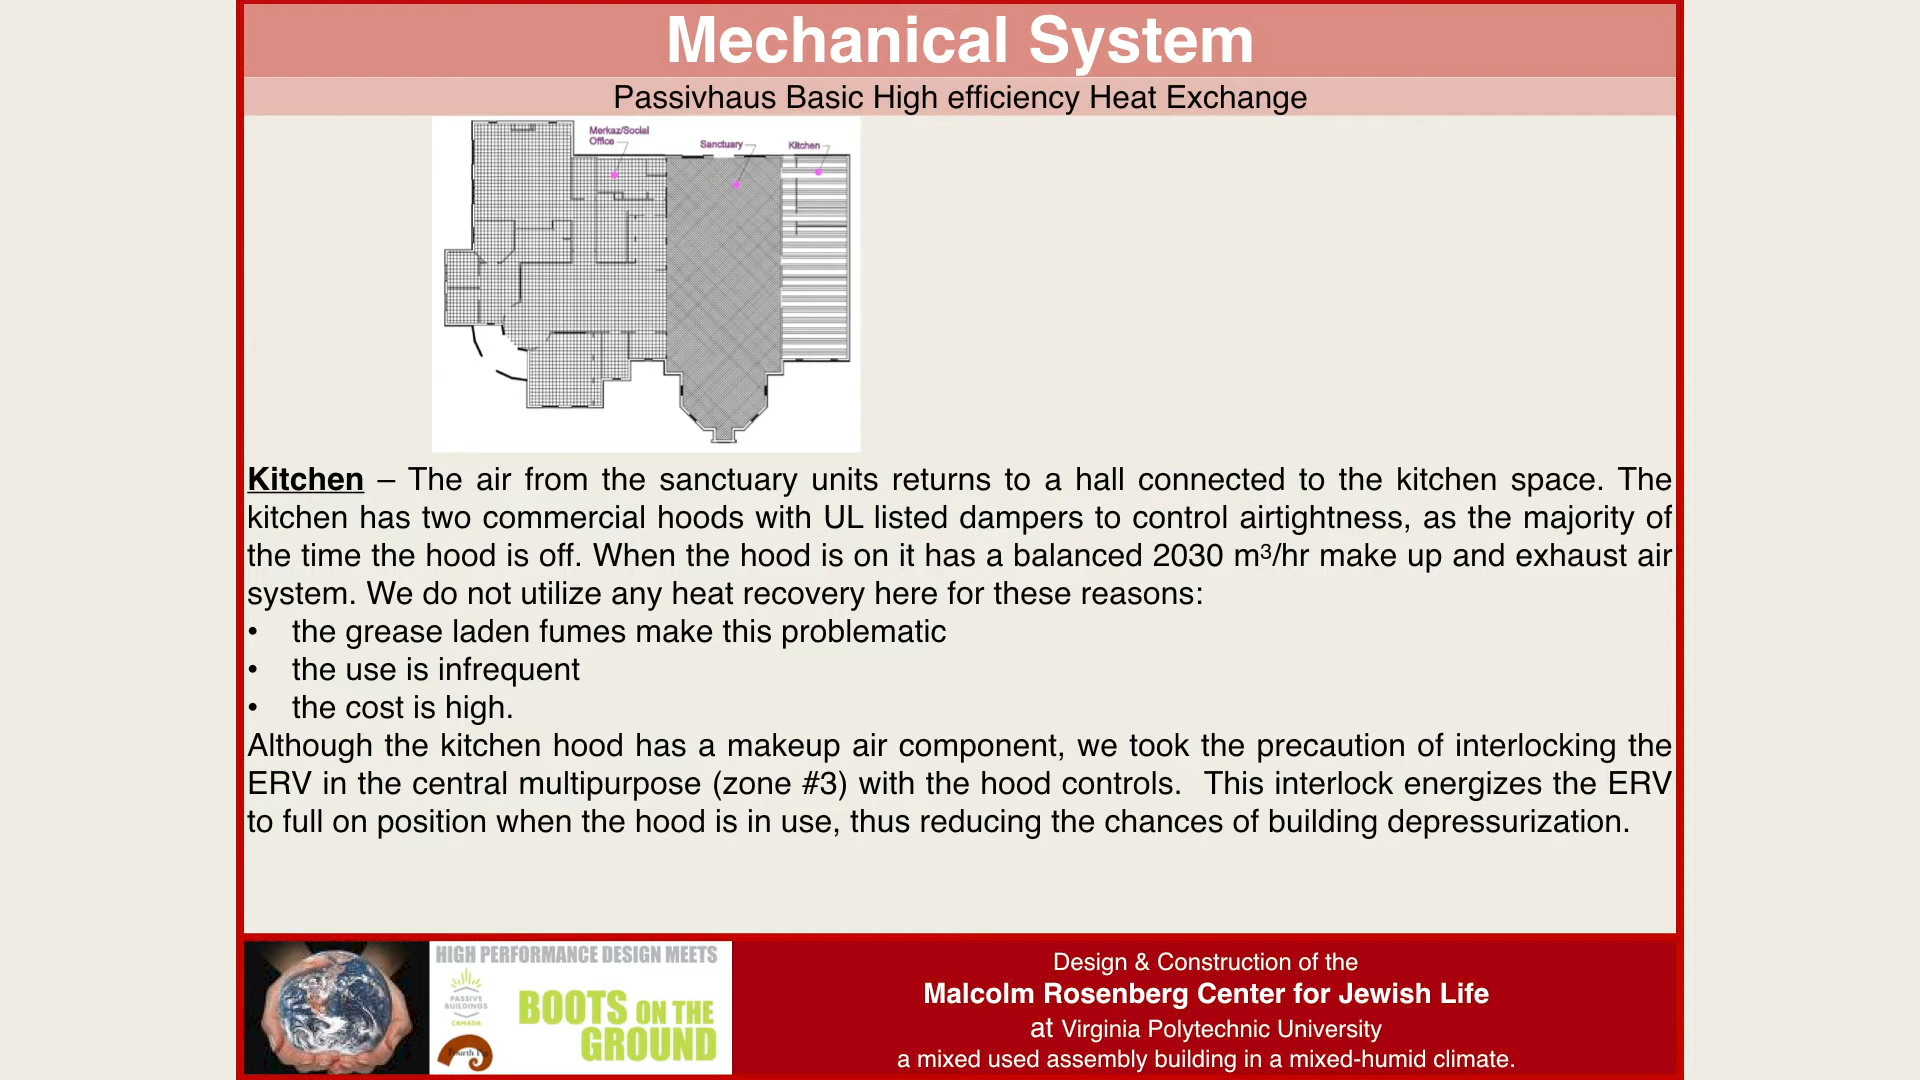 Mechanical System
Passivhaus Basic High efficiency Heat Exchange
Merkaz/Social
Office
Sanctuary
Kitchen
Kitchen – The air from the sanctuary units returns to a hall connected to the kitchen space. The
kitchen has two commercial hoods with UL listed dampers to control airtightness, as the majority of
the time the hood is off. When the hood is on it has a balanced 2030 m³/hr make up and exhaust air
system. We do not utilize any heat recovery here for these reasons:
• the grease laden fumes make this problematic
• the use is infrequent
• the cost is high.
Although the kitchen hood has a makeup air component, we took the precaution of interlocking the
ERV in the central multipurpose (zone #3) with the hood controls.  This interlock energizes the ERV
to full on position when the hood is in use, thus reducing the chances of building depressurization.
HIGH PERFORMANCE DESIGN MEETS
PASSIVE
BUILDINGS
CANADA
Fourth Pig
BOOTS ON THE
GROUND
Design & Construction of the
Malcolm Rosenberg Center for Jewish Life
at Virginia Polytechnic University
a mixed used assembly building in a mixed-humid climate.